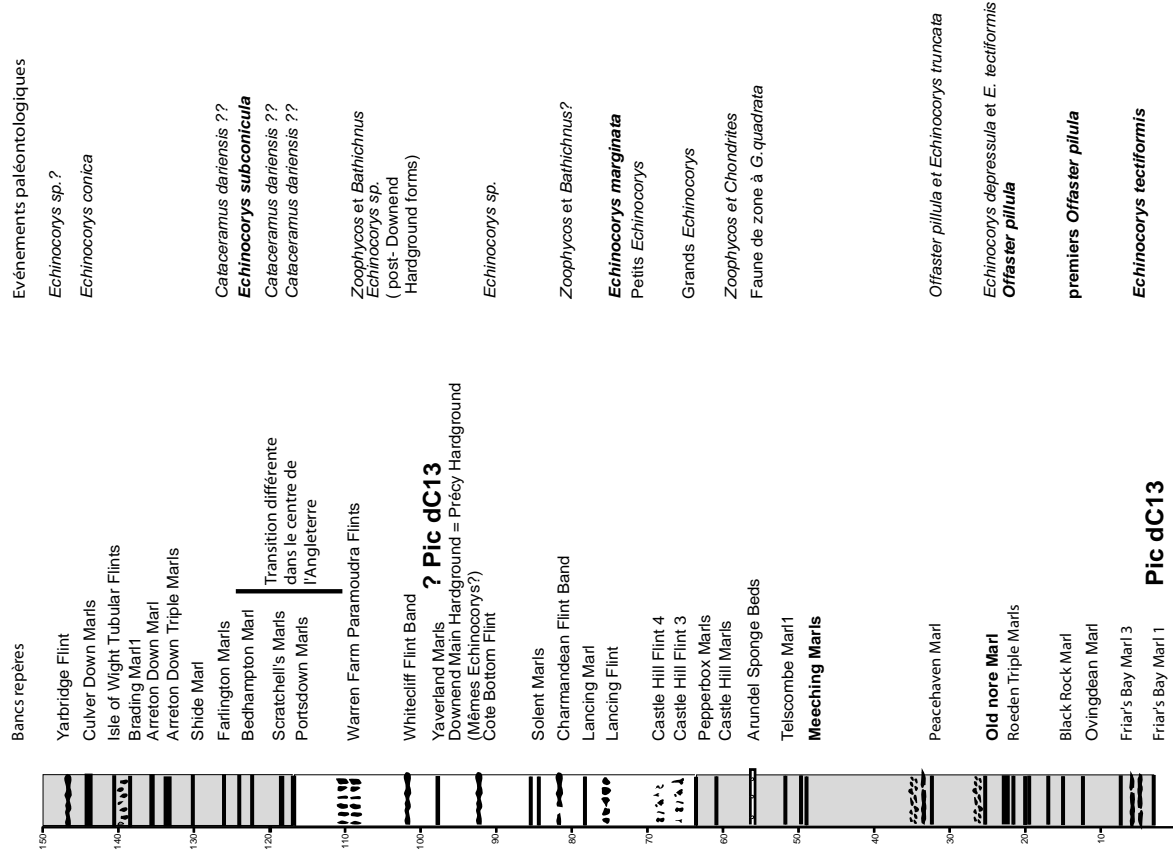 Bancs repères
Yarbridge Flint
Culver Down Marls
Isle of Wight Tubular Flints
Brading Marl1
Arreton Down Marl
Arreton Down Triple Marls
Shide Marl
Farlington Marls
Bedhampton Marl
Scratchell's Marls
Portsdown Marls
Transition différente
dans le centre de
l'Angleterre
Warren Farm Paramoudra Flints
Whitecliff Flint Band
? Pic dC13
Yaverland Marls
Downend Main Hardground = Précy Hardground
(Mêmes Echinocorys?)
Cote Bottom Flint
Solent Marls
Charmandean Flint Band
Lancing Marl
Lancing Flint
Castle Hill Flint 4
Castle Hill Flint 3
Pepperbox Marls
Castle Hill Marls
Arundel Sponge Beds
Telscombe Marl1
Meeching Marls
Peacehaven Marl
Old nore Marl
Roeden Triple Marls
Black Rock Marl
Ovingdean Marl
Friar's Bay Marl 3
Friar's Bay Marl 1
Pic dC13
Evénements paléontologiques
Echinocorys sp.?
Echinocorys conica
Cataceramus dariensis ??
Echinocorys subconicula
Cataceramus dariensis ??
Cataceramus dariensis ??
Zoophycos et Bathichnus
Echinocorys sp.
( post- Downend
Hardground forms)
Echinocorys sp.
Zoophycos et Bathichnus?
Echinocorys marginata
Petits Echinocorys
Grands Echinocorys
Zoophycos et Chondrites
Faune de zone à G.quadrata
Offaster pillula et Echinocorys truncata
Echinocorys depressula et E. tectiformis
Offaster pillula
premiers Offaster pilula
Echinocorys tectiformis
150
140
130
120
110
100
90
80
70
60
50
40
30
20
10